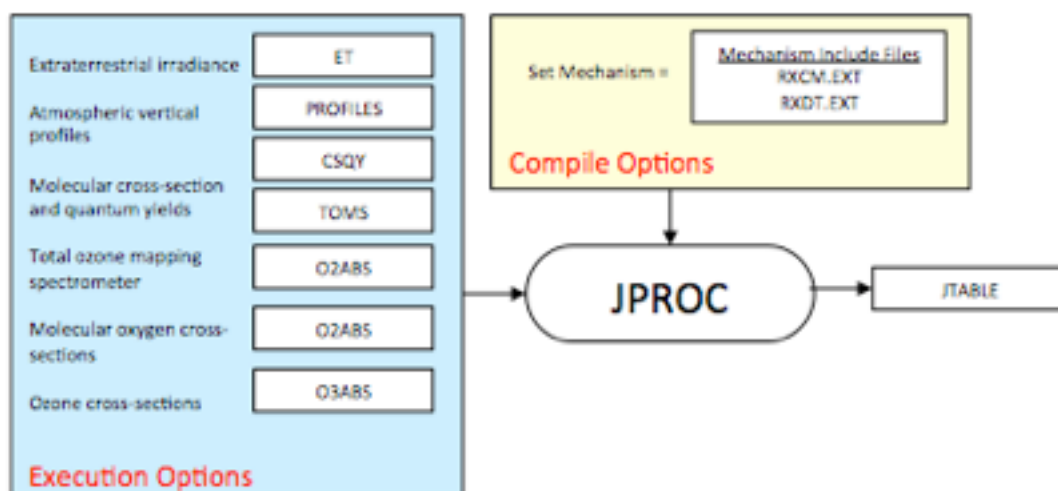 Extraterrestrial irradiance
ET
Atmospheric vertical
profiles
PROFILES
CSQY
Molecular cross-section
and quantum yields
TOMS
Total ozone mapping
spectrometer
O2ABS
Molecular oxygen cross-
sections
O2ABS
Ozone cross-sections
O3ABS
Execution Options
Set Mechanism =
Mechanism Include Files
RXCM.EXT
RXDT.EXT
Compile Options
JPROC
JTABLE